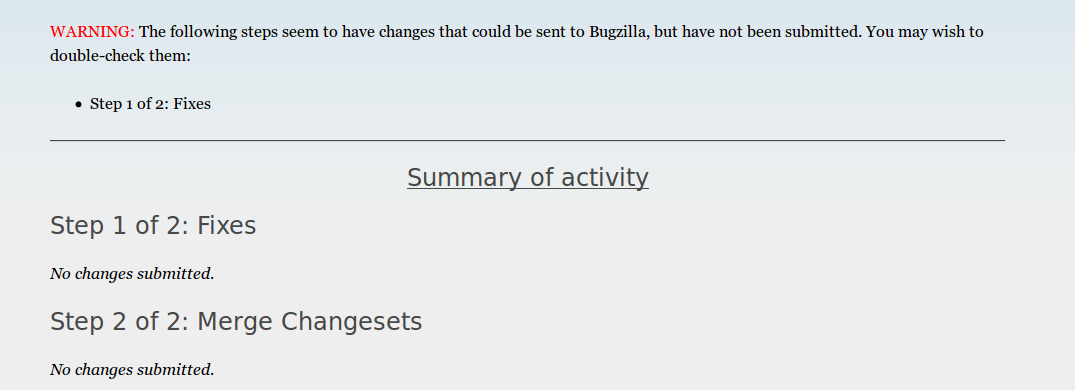 WARNING: The following steps seem to have changes that could be sent to Bugzilla, but have not been submitted. You may wish to
double-check them:
• Step 1 of 2: Fixes
Summary of activity
Step 1 of 2: Fixes
No changes submitted.
Step 2 of 2: Merge Changesets
No changes submitted.